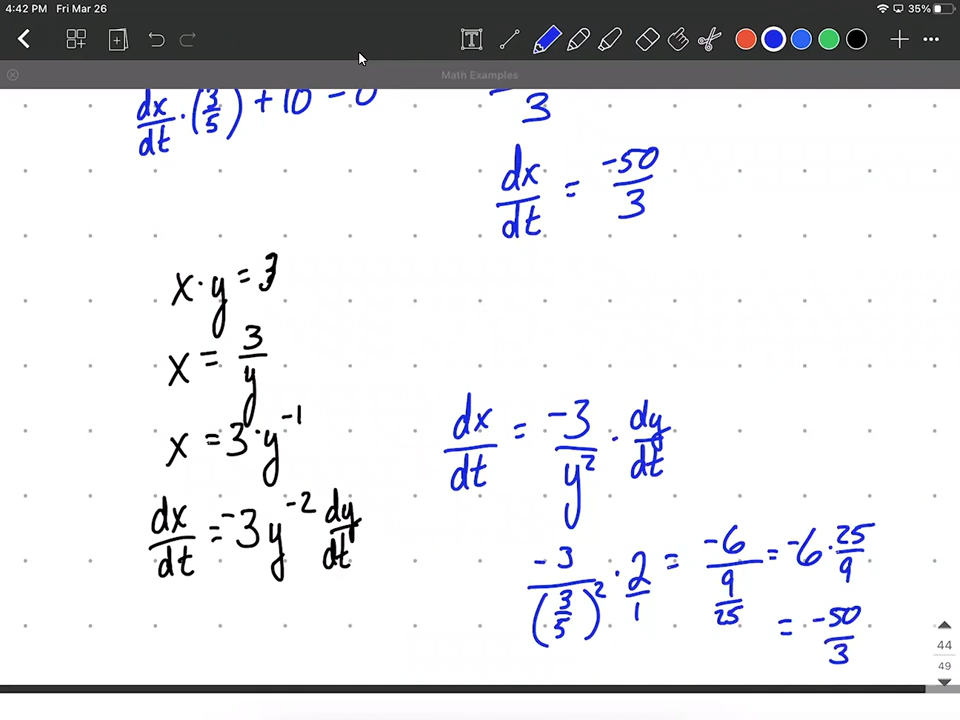 4:42 PM Fri Mar 26
35%
T
Math Examples
dx/dt · (3/5) + 10 - 0
3
dx/dt = -50/3
x · y = 3
x = 3/y
x = 3 · y^-1
dx/dt = -3y^-2 dy/dt
dx/dt = -3/y^2 · dy/dt
-3/(3/5)^2 · 2/1 = -6/(9/25) = -6 · 25/9
= -50/3
44
49